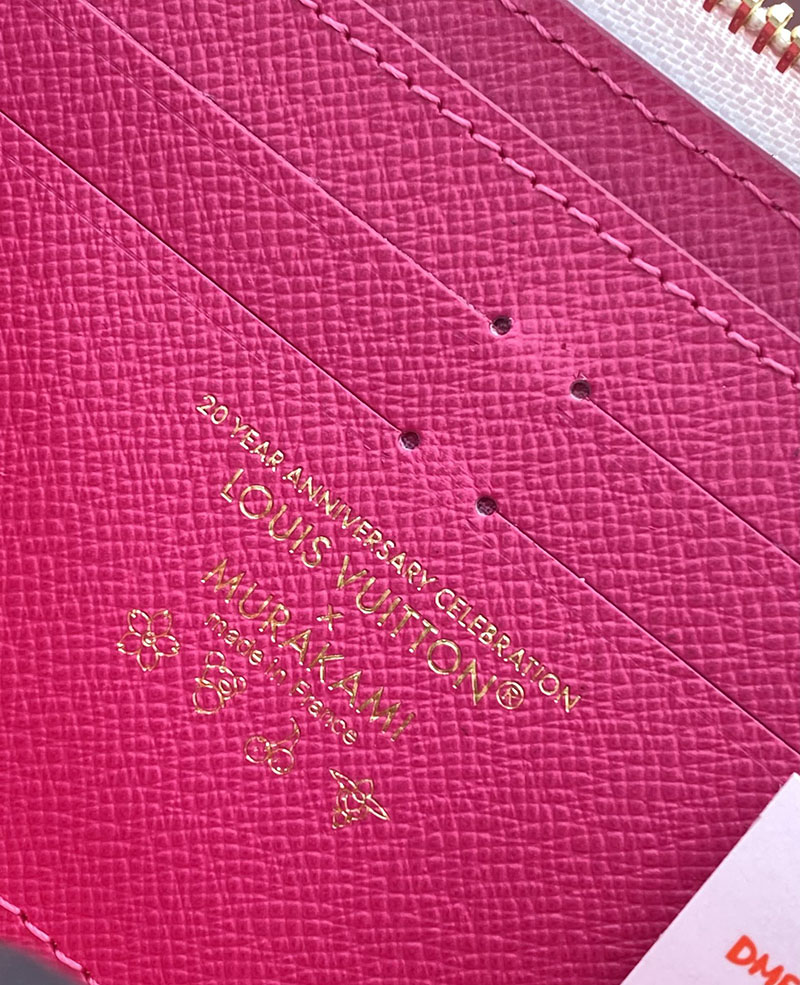 20 YEAR ANNIVERSARY CELEBRATION
LOUIS VUITTON®
×
MURAKAMI
made in France